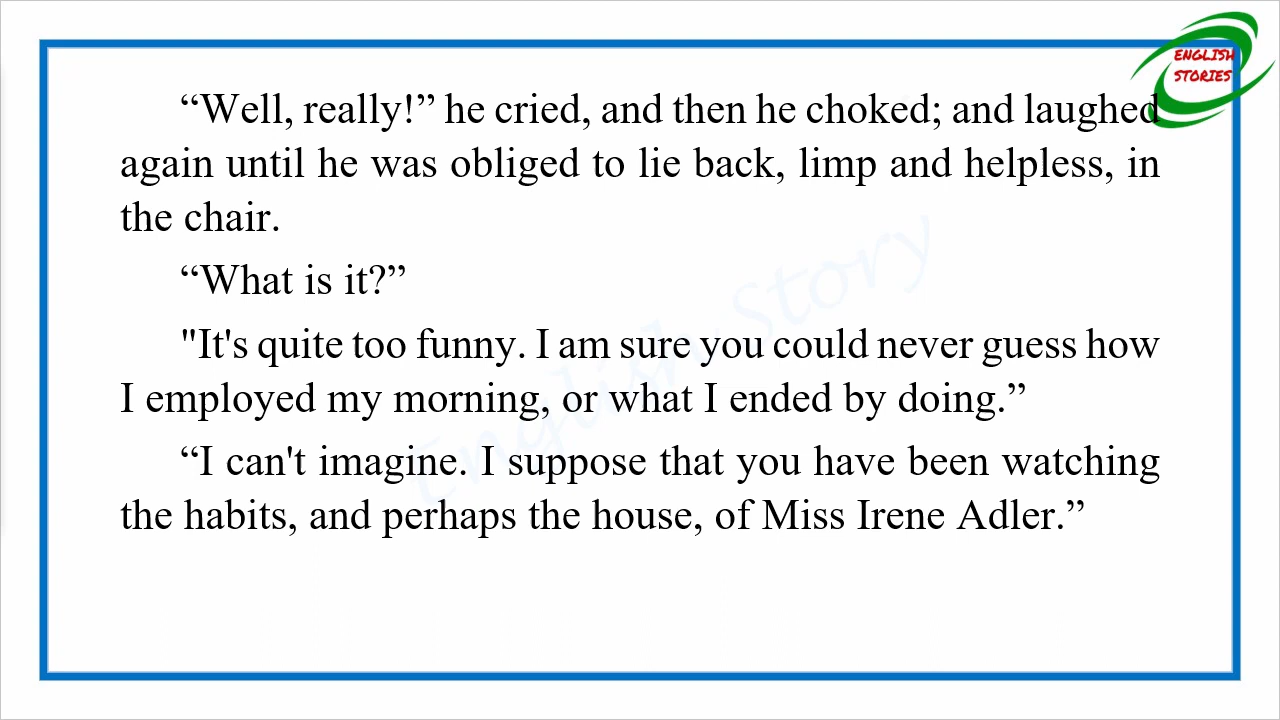 ENGLISH
STORIES
“Well, really!” he cried, and then he choked; and laughed
again until he was obliged to lie back, limp and helpless, in
the chair.
“What is it?”
"It's quite too funny. I am sure you could never guess how
I employed my morning, or what I ended by doing.”
“I can't imagine. I suppose that you have been watching
the habits, and perhaps the house, of Miss Irene Adler.”
English Story